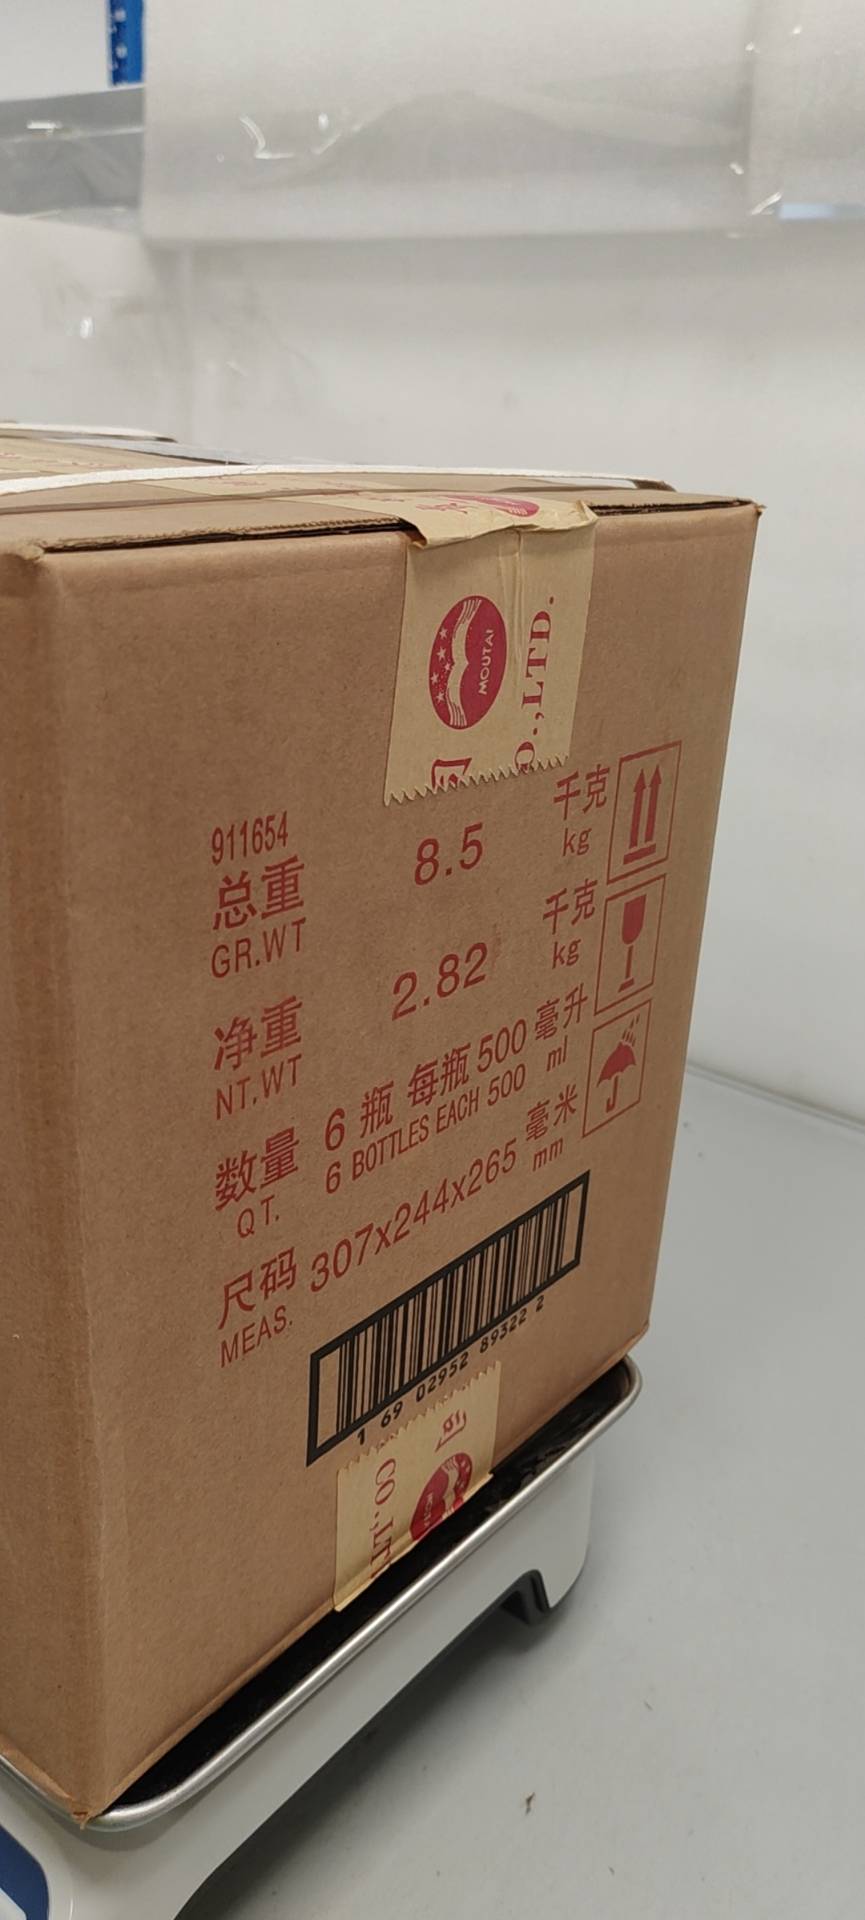 MOUTAI
CO.,LTD.
911654
总重 8.5 千克
GR.WT kg
净重 2.82 千克
NT.WT kg
数量 6 瓶 每瓶 500 毫升
QT. 6 BOTTLES EACH 500 ml
尺码 307x244x265 毫米
MEAS. mm
1 69 02952 89322 2
CO.,LTD